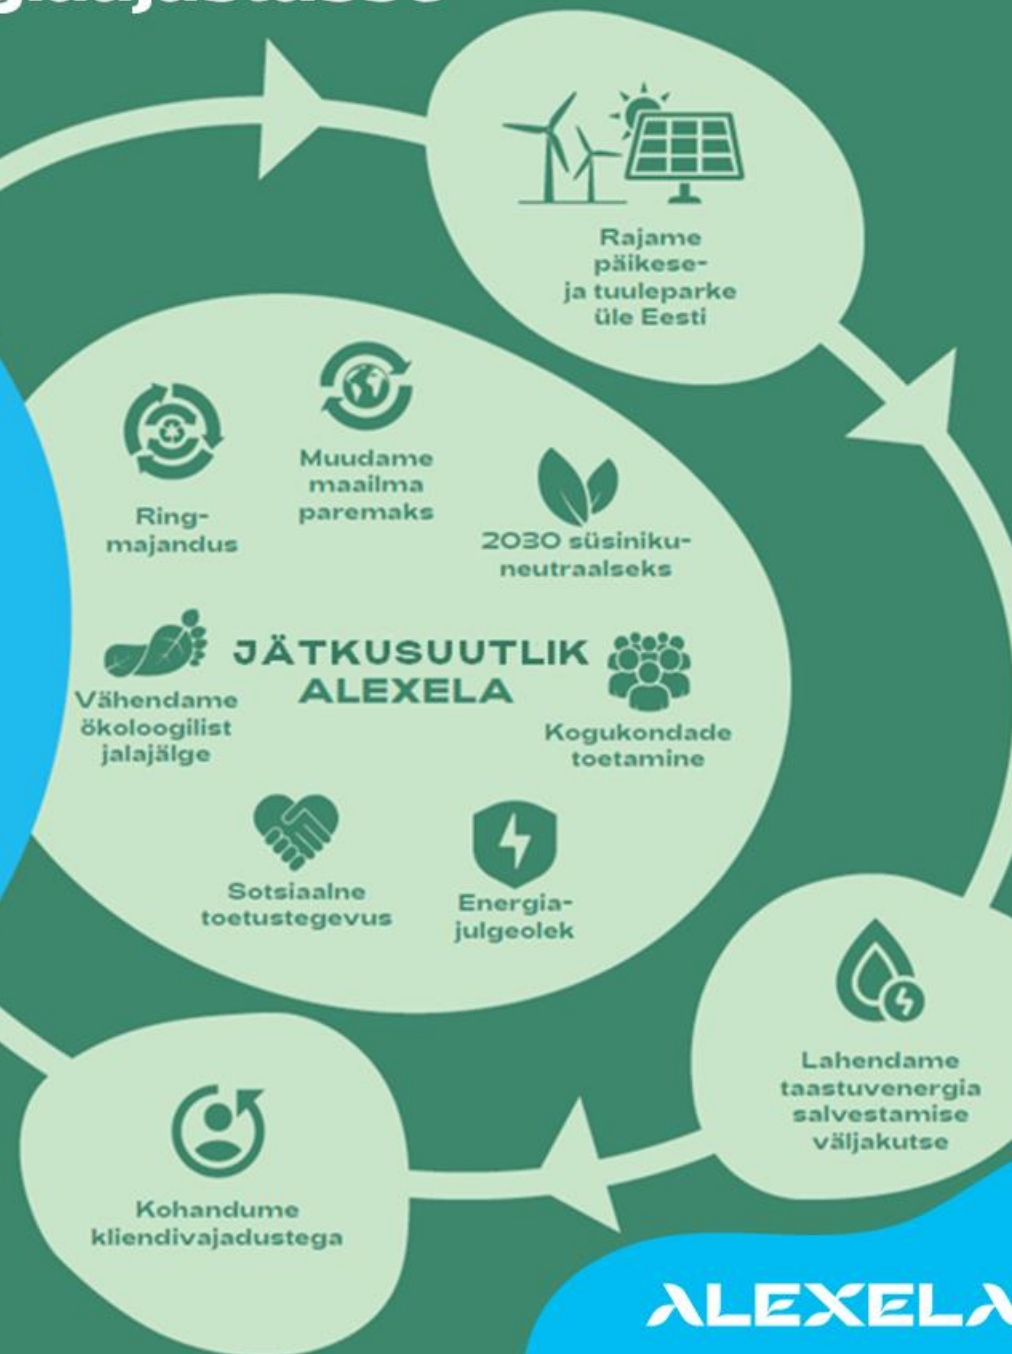 Rajame
päikese-
ja tuuleparke
üle Eesti
Muudame
maailma
paremaks
Ring-
majandus
2030 süsiniku-
neutraalseks
JÄTKUSUUTLIK
ALEXELA
Vähendame
ökoloogilist
jalajälge
Kogukondade
toetamine
Sotsiaalne
toetustegevus
Energia-
julgeolek
Lahendame
taastuvenergia
salvestamise
väljakutse
Kohandume
kliendivajadustega
ALEXELA